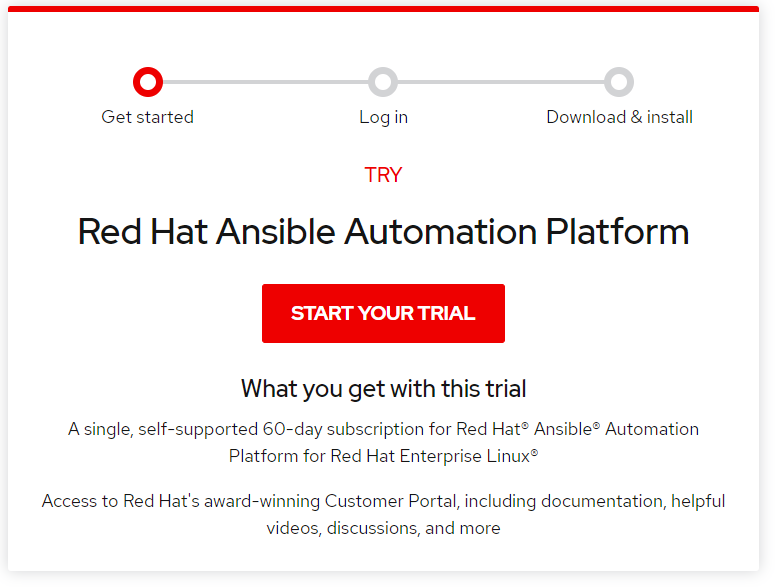 Get started
Log in
Download & install
TRY
Red Hat Ansible Automation Platform
START YOUR TRIAL
What you get with this trial
A single, self-supported 60-day subscription for Red Hat® Ansible® Automation
Platform for Red Hat Enterprise Linux®
Access to Red Hat's award-winning Customer Portal, including documentation, helpful
videos, discussions, and more